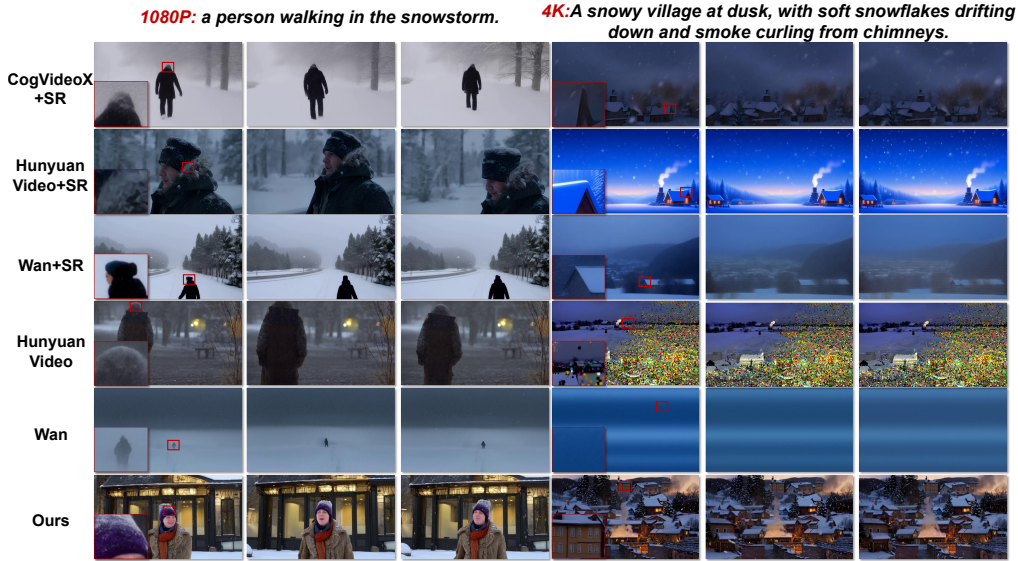 1080P: a person walking in the snowstorm.
4K:A snowy village at dusk, with soft snowflakes drifting
down and smoke curling from chimneys.
CogVideoX
+SR
Hunyuan
Video+SR
Wan+SR
Hunyuan
Video
Wan
Ours